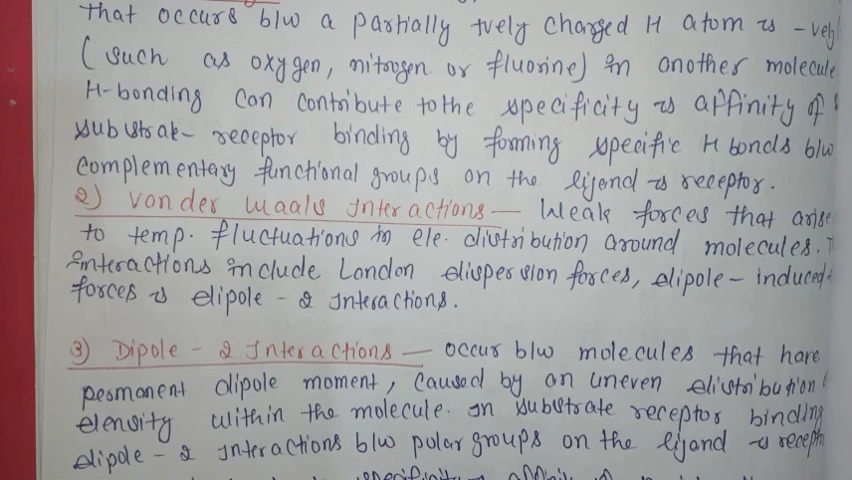 that occurs b/w a partially +vely charged H atom & -vely
(such as oxygen, nitrogen or fluorine) in another molecule
H-bonding can contribute to the specificity & affinity of
substrate-receptor binding by forming specific H bonds b/w
complementary functional groups on the ligand & receptor.
2) Vander Waals Interactions — Weak forces that arise
to temp. fluctuations in ele. distribution around molecules.
interactions include London dispersion forces, dipole-induced
forces & dipole-2 interactions.
3) Dipole-2 Interactions — occur b/w molecules that have
permanent dipole moment, caused by an uneven distribution
density within the molecule. In substrate receptor binding
dipole-2 interactions b/w polar groups on the ligand &